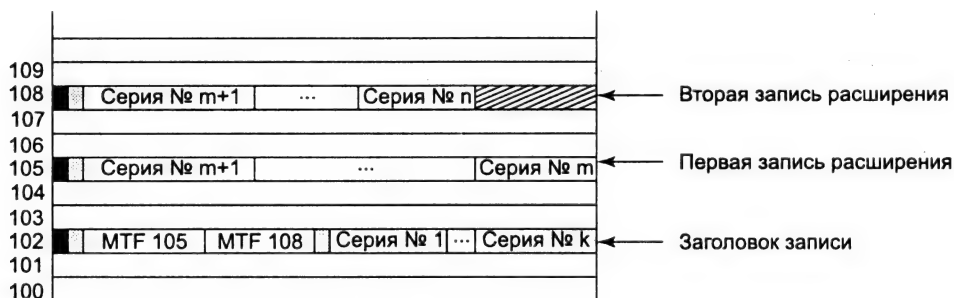 109
108 Серия № m+1 ... Серия № n Вторая запись расширения
107
106
105 Серия № m+1 ... Серия № m Первая запись расширения
104
103
102 MTF 105 MTF 108 Серия № 1 ... Серия № k Заголовок записи
101
100